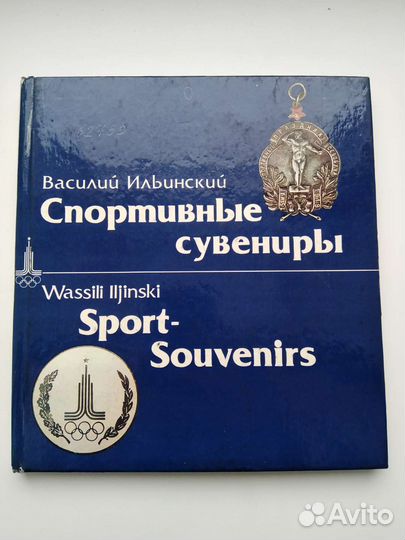 Василий Ильинский
Спортивные
сувениры
Wassili Iljinski
Sport-
Souvenirs
Avito